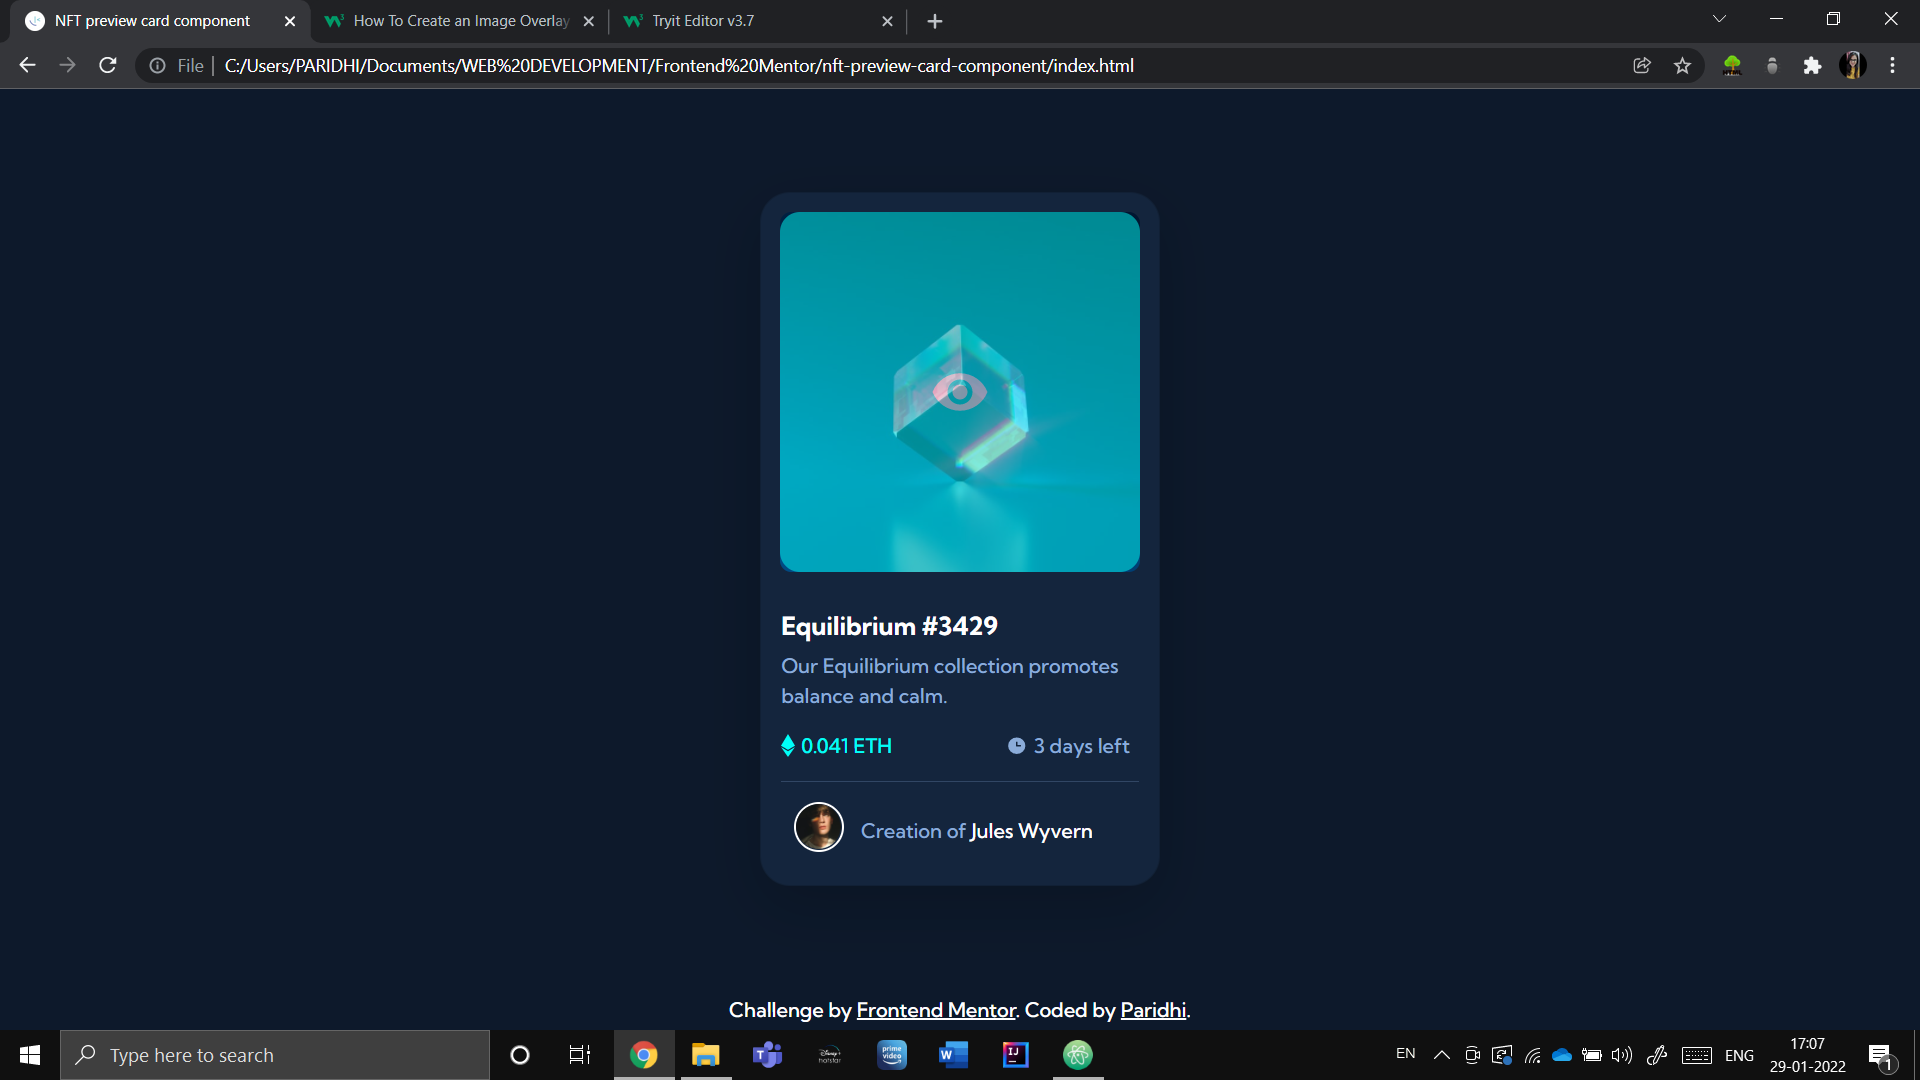 NFT preview card component
How To Create an Image Overlay
Tryit Editor v3.7
File
C:/Users/PARIDHI/Documents/WEB%20DEVELOPMENT/Frontend%20Mentor/nft-preview-card-component/index.html
Equilibrium #3429
Our Equilibrium collection promotes
balance and calm.
0.041 ETH
3 days left
Creation of Jules Wyvern
Challenge by Frontend Mentor. Coded by Paridhi.
Type here to search
prime video
EN
ENG
17:07
29-01-2022
1